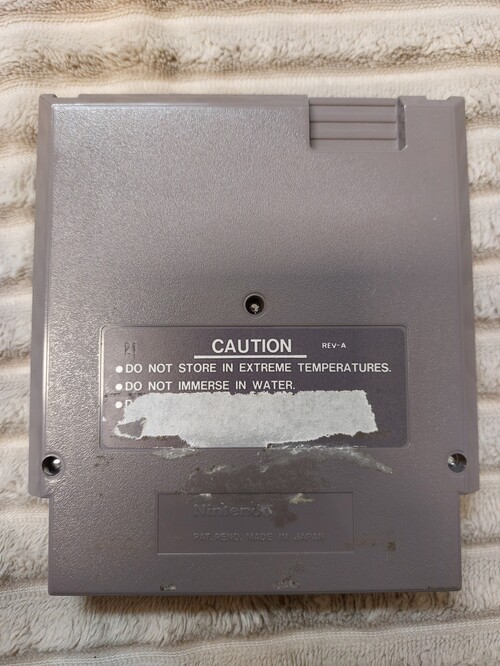 CAUTION REV-A
•DO NOT STORE IN EXTREME TEMPERATURES.
•DO NOT IMMERSE IN WATER.
•D
Nintendo
PAT. PEND. MADE IN JAPAN